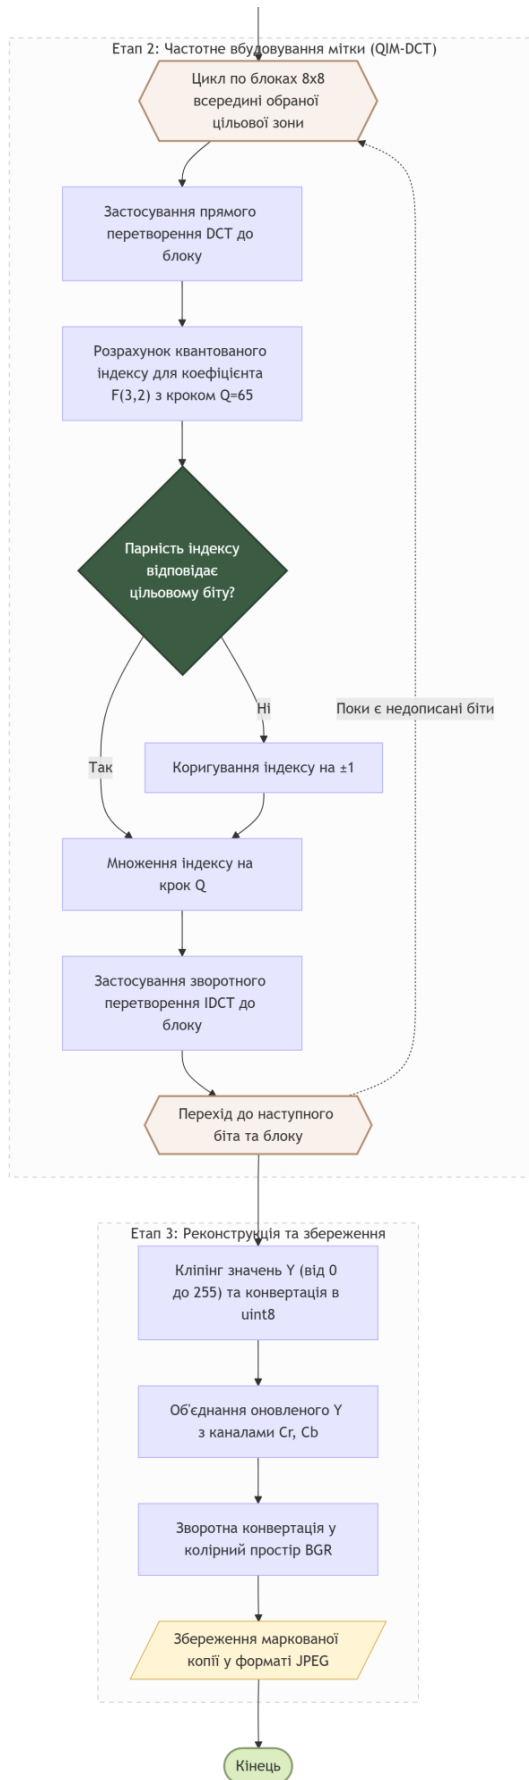 Етап 2: Частотне вбудовування мітки (QIM-DCT)
Цикл по блоках 8x8
всередині обраної
цільової зони
Застосування прямого
перетворення DCT до
блоку
Розрахунок квантованого
індексу для коефіцієнта
F(3,2) з кроком Q=65
Парність індексу
відповідає
цільовому біту?
Ні
Поки є недописані біти
Так
Коригування індексу на ±1
Множення індексу на
крок Q
Застосування зворотного
перетворення IDCT до
блоку
Перехід до наступного
біта та блоку
Етап 3: Реконструкція та збереження
Кліпінг значень Y (від 0
до 255) та конвертація в
uint8
Об'єднання оновленого Y
з каналами Cr, Cb
Зворотна конвертація у
колірний простір BGR
Збереження маркованої
копії у форматі JPEG
Кінець